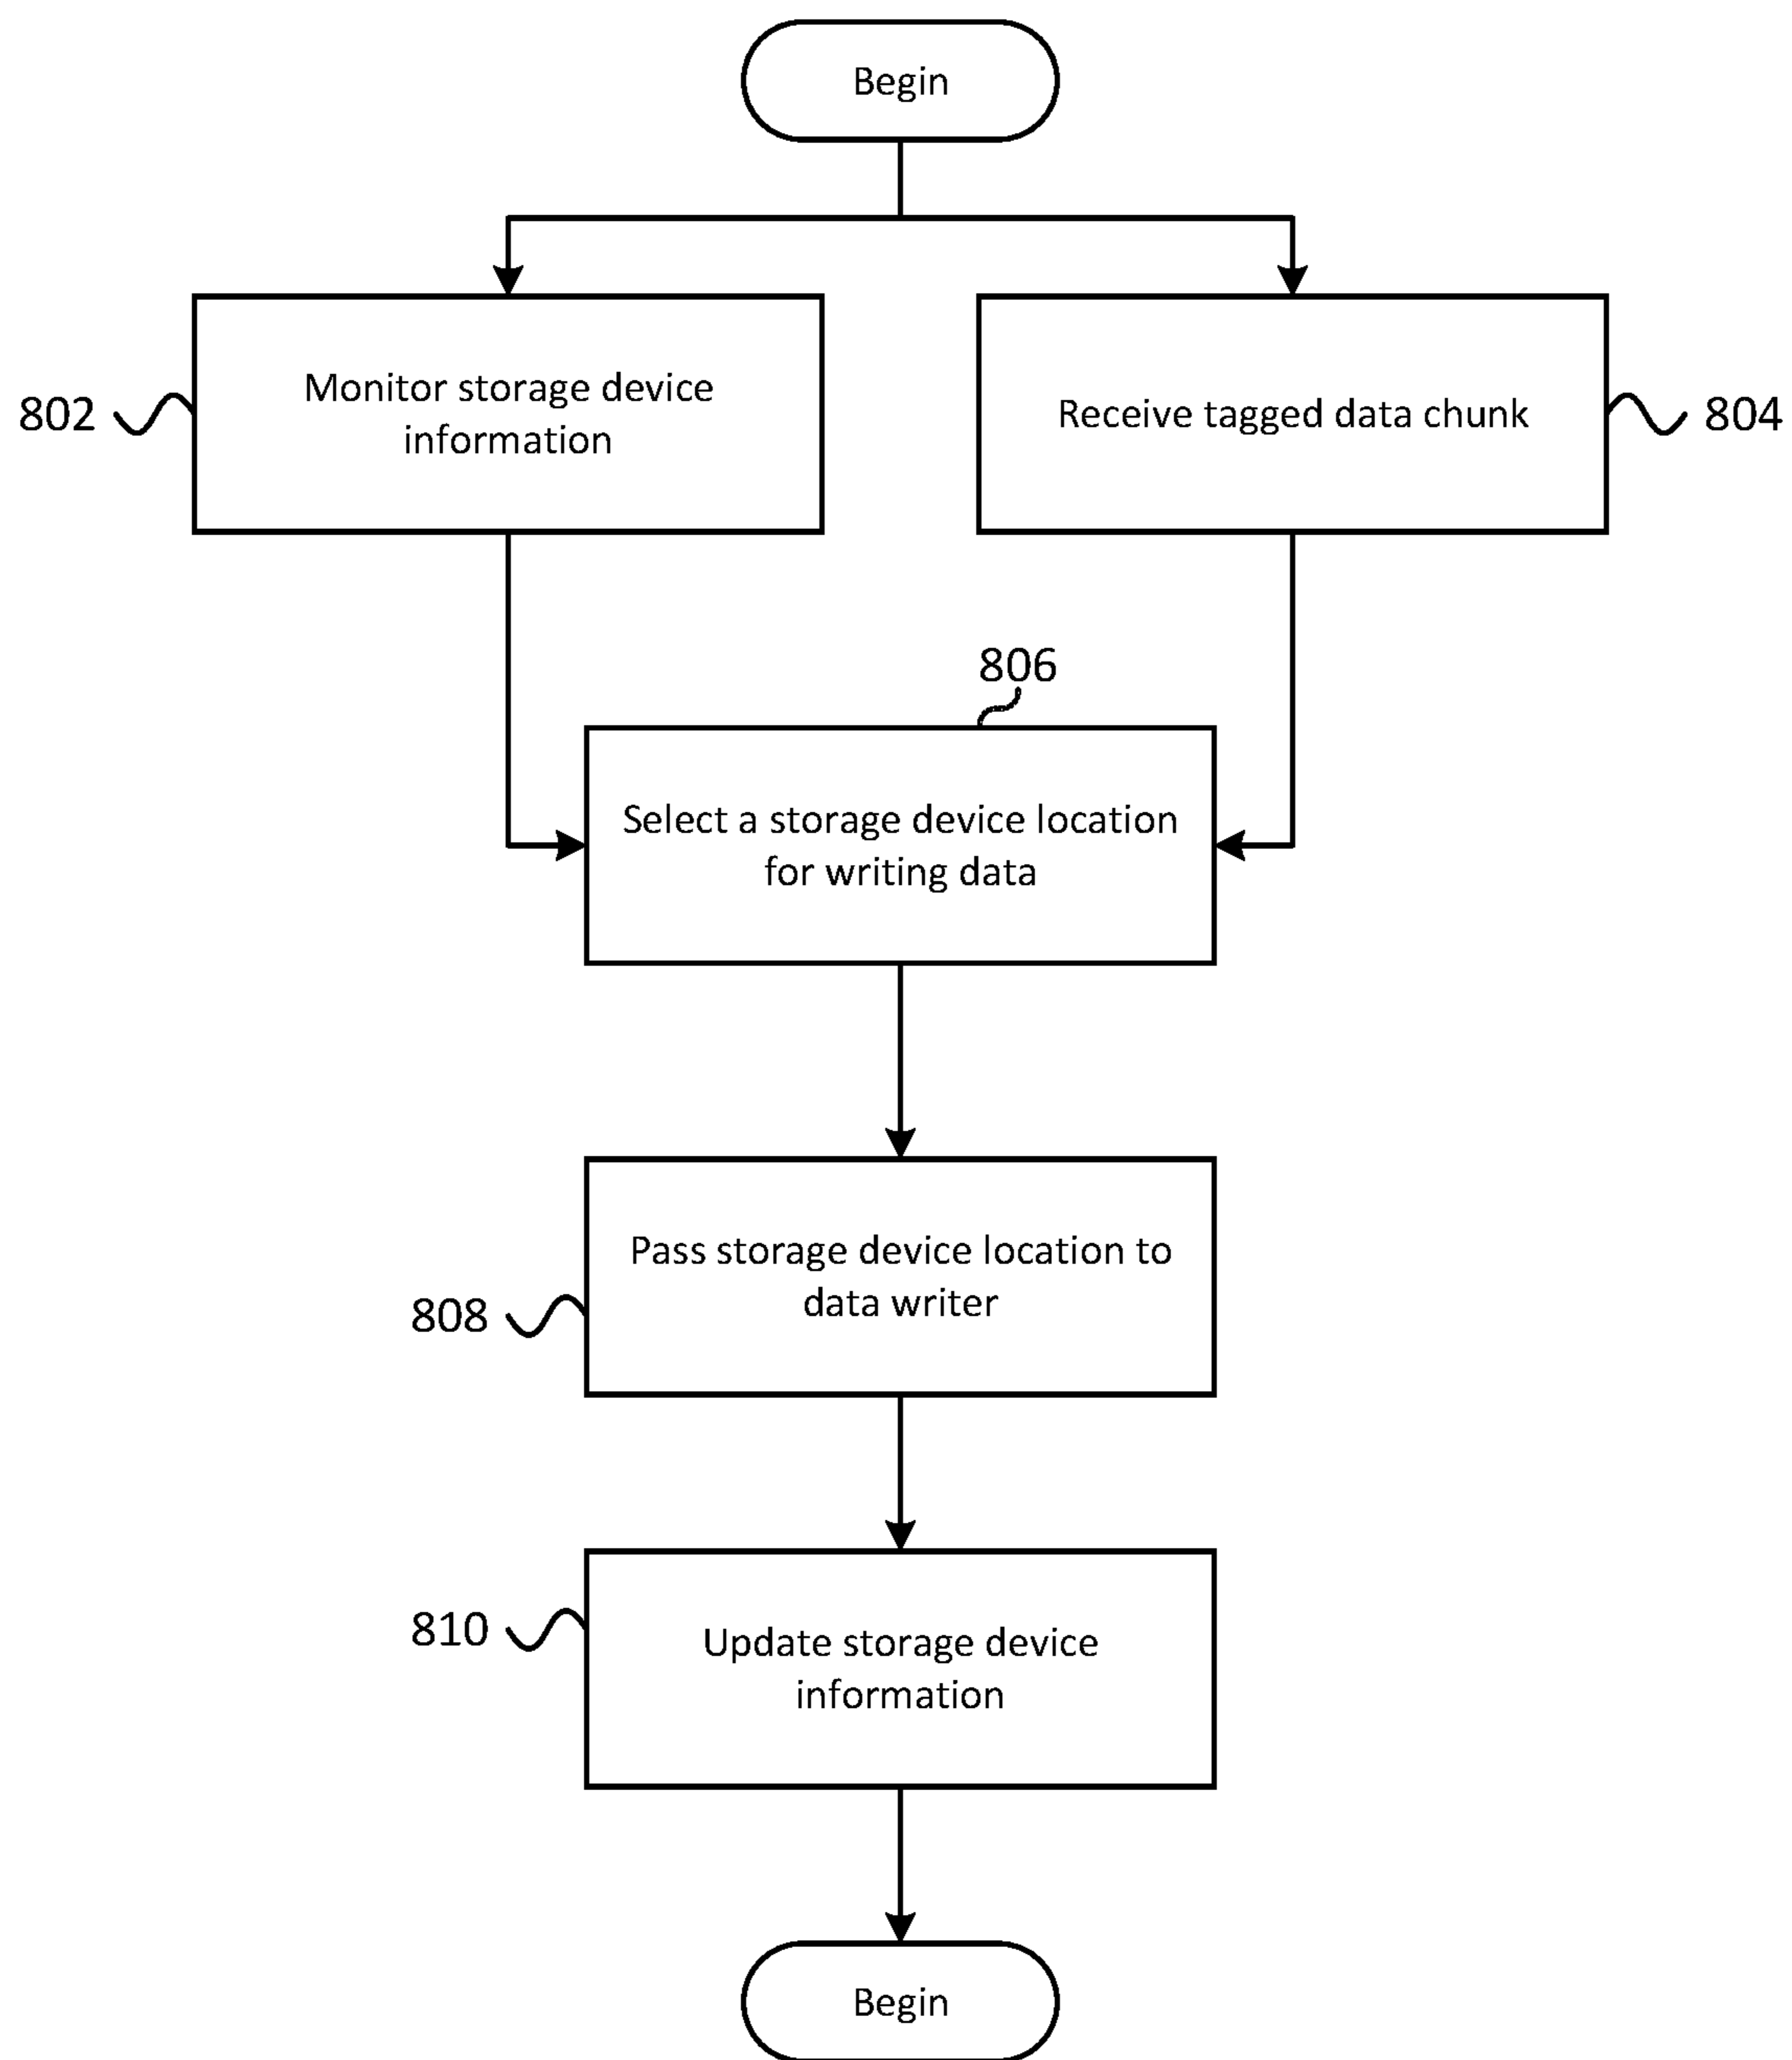 Begin
Monitor storage device
information
802
Receive tagged data chunk
804
806
Select a storage device location
for writing data
Pass storage device location to
data writer
808
Update storage device
information
810
Begin